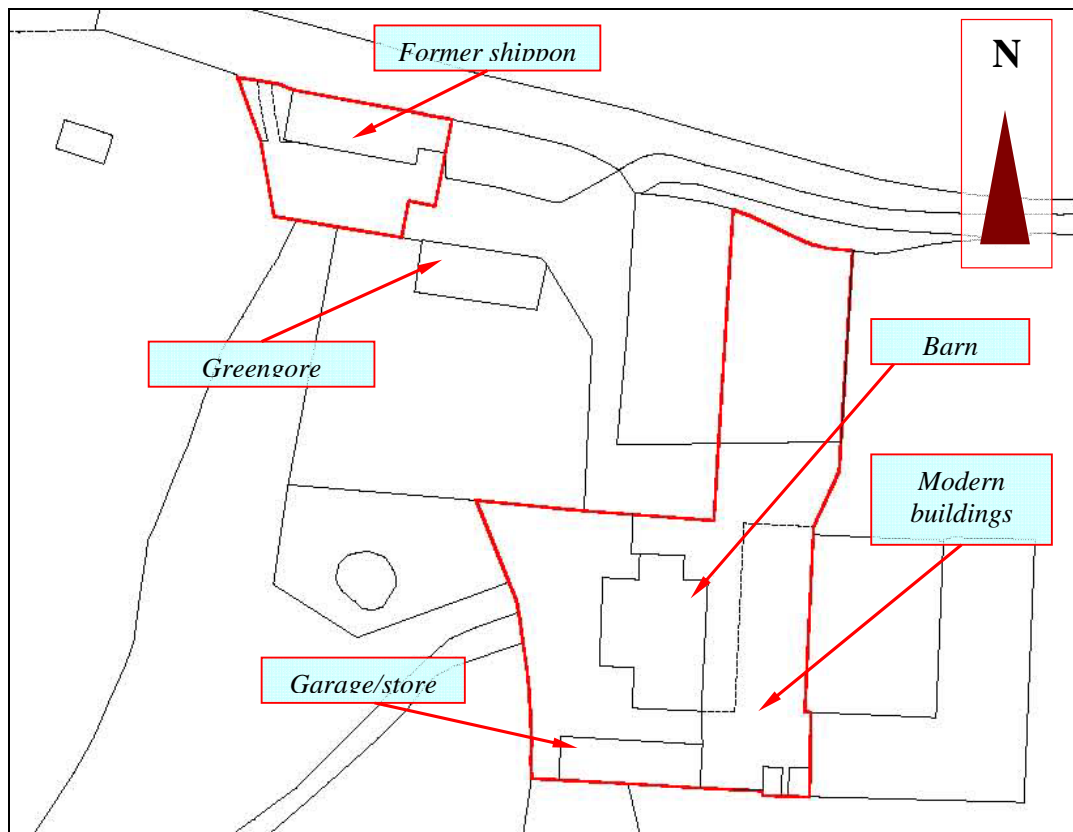 Former shippon
N
Greengore
Barn
Modern
buildings
Garage/store